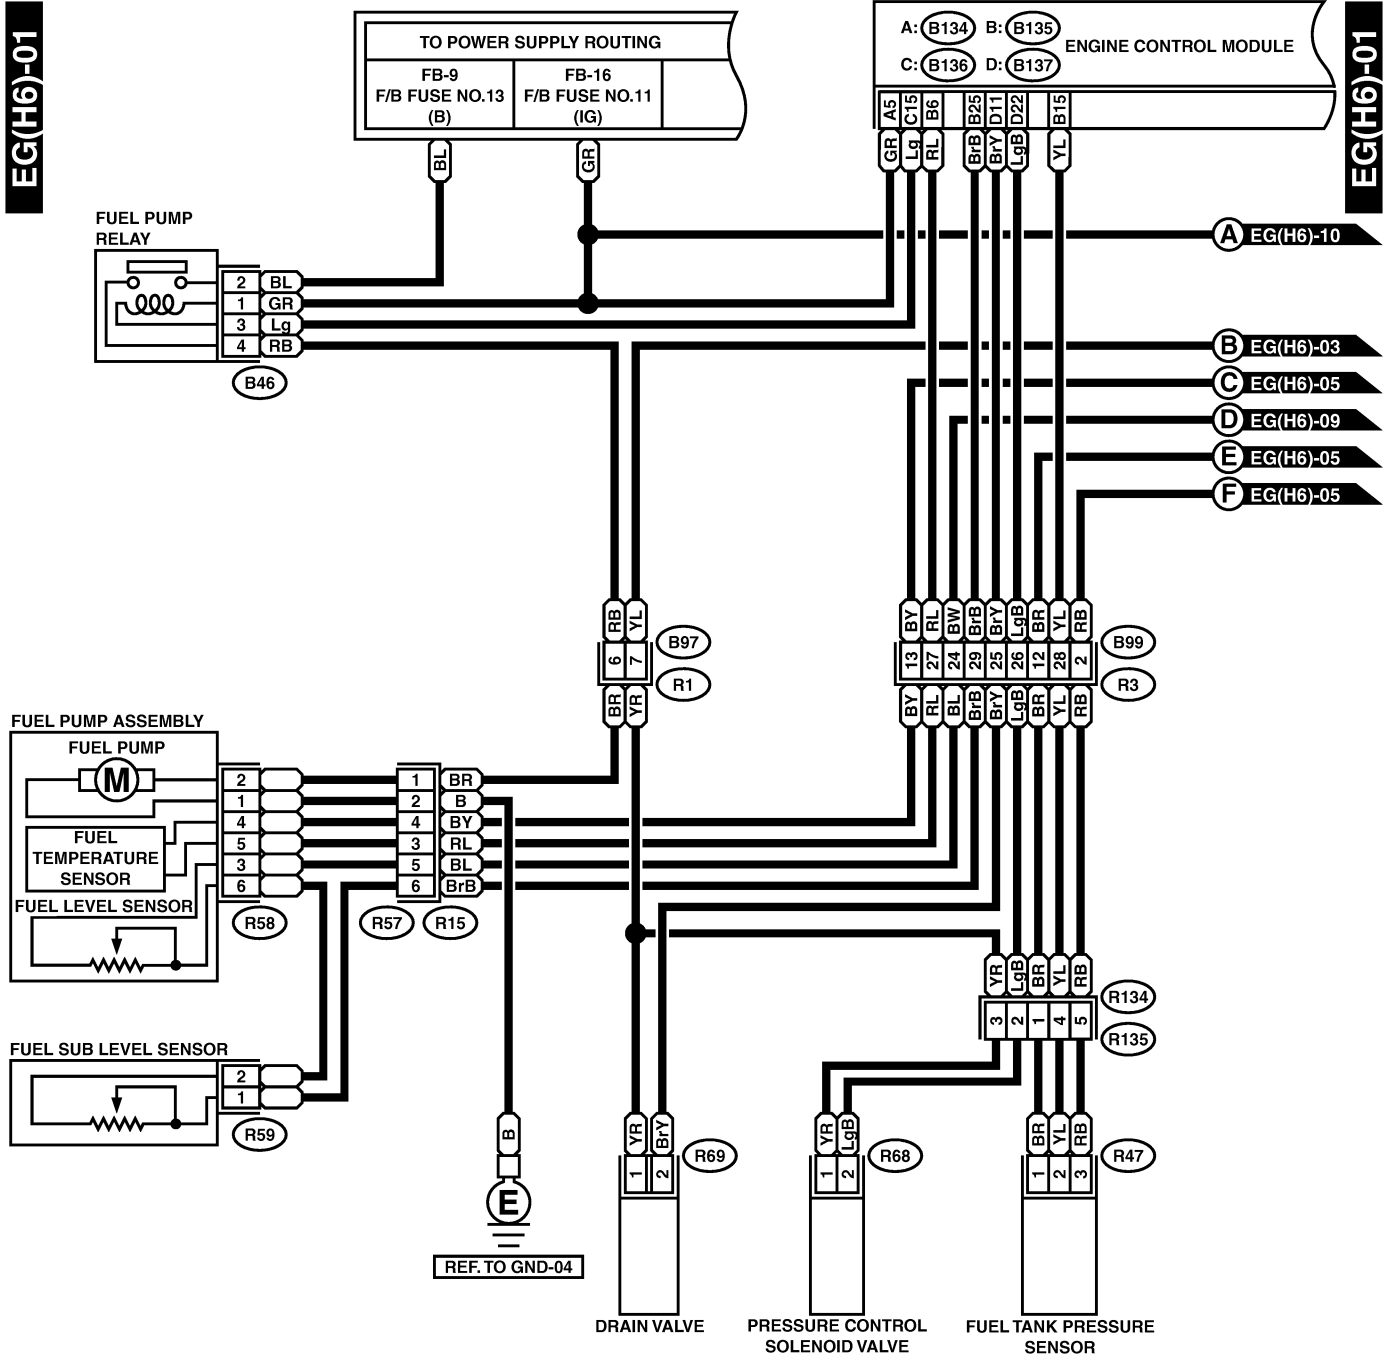 EG(H6)-01
TO POWER SUPPLY ROUTING
FB-9
F/B FUSE NO.13
(B)
FB-16
F/B FUSE NO.11
(IG)
BL
GR
A: B134 B: B135
C: B136 D: B137
ENGINE CONTROL MODULE
A5 C15 B6 B25 D11 D22 B15
GR Lg RL BrB BrY LgB YL
EG(H6)-01
A EG(H6)-10
B EG(H6)-03
C EG(H6)-05
D EG(H6)-09
E EG(H6)-05
F EG(H6)-05
FUEL PUMP
RELAY
2 BL
1 GR
3 Lg
4 RB
B46
RB YL
6 7
BR YR
B97
R1
BY RL BW BrB BrY LgB BR YL RB
13 27 24 29 25 26 12 28 2
BY RL BL BrB BrY LgB BR YL RB
B99
R3
FUEL PUMP ASSEMBLY
FUEL PUMP
M
FUEL
TEMPERATURE
SENSOR
FUEL LEVEL SENSOR
2
1
4
5
3
6
R58
1 BR
2 B
4 BY
3 RL
5 BL
6 BrB
R57 R15
YR LgB BR YL RB
3 2 1 4 5
R134
R135
FUEL SUB LEVEL SENSOR
2
1
R59
B
E
REF. TO GND-04
YR BrY
1 2
R69
DRAIN VALVE
YR LgB
1 2
R68
PRESSURE CONTROL
SOLENOID VALVE
BR YL RB
1 2 3
R47
FUEL TANK PRESSURE
SENSOR